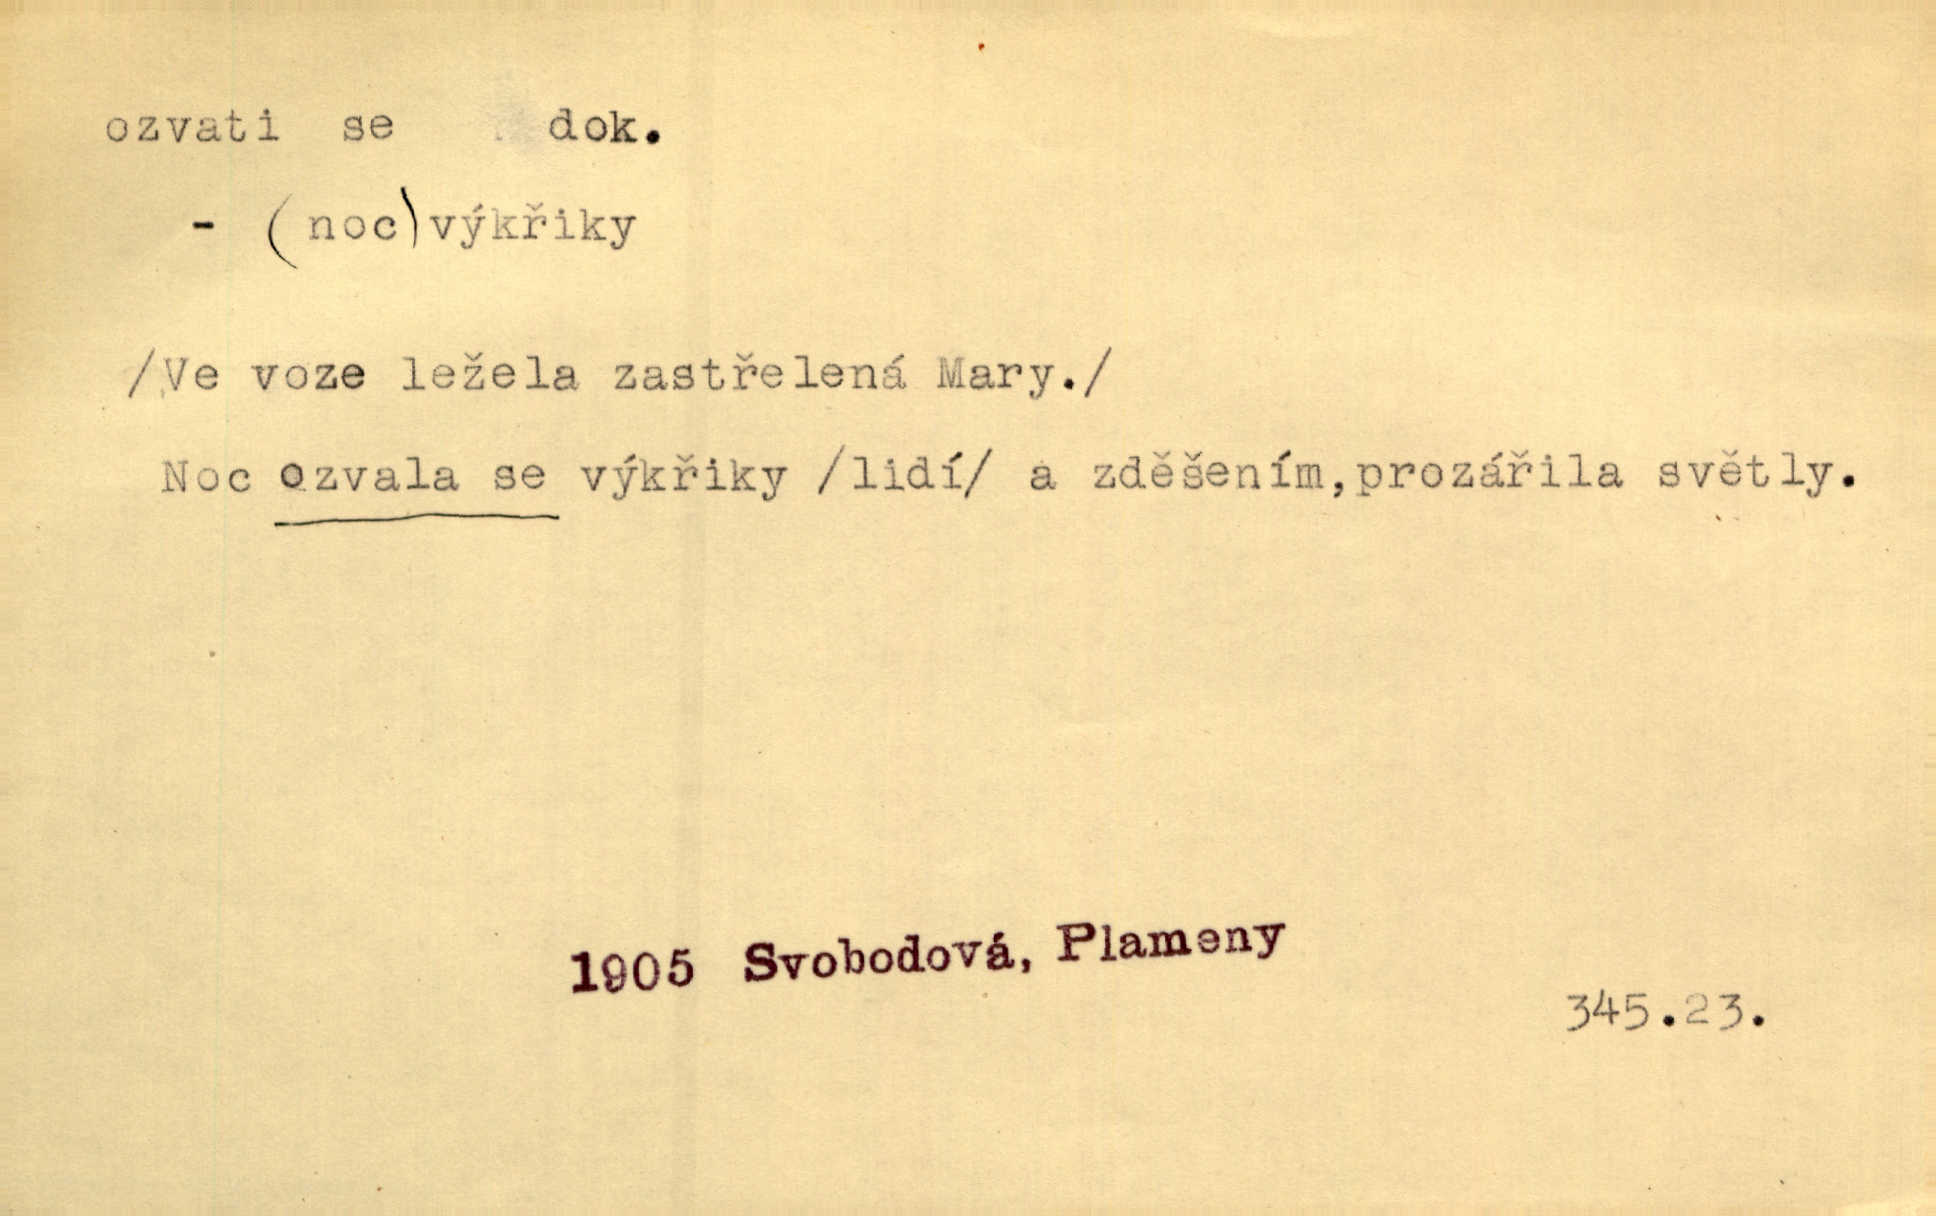 ozvati se dok.
- (noc) výkřiky
/Ve voze ležela zastřelená Mary./
Noc ozvala se výkřiky /lidí/ a zděšením,prozářila světly.
1905 Svobodová, Plameny
345.23.